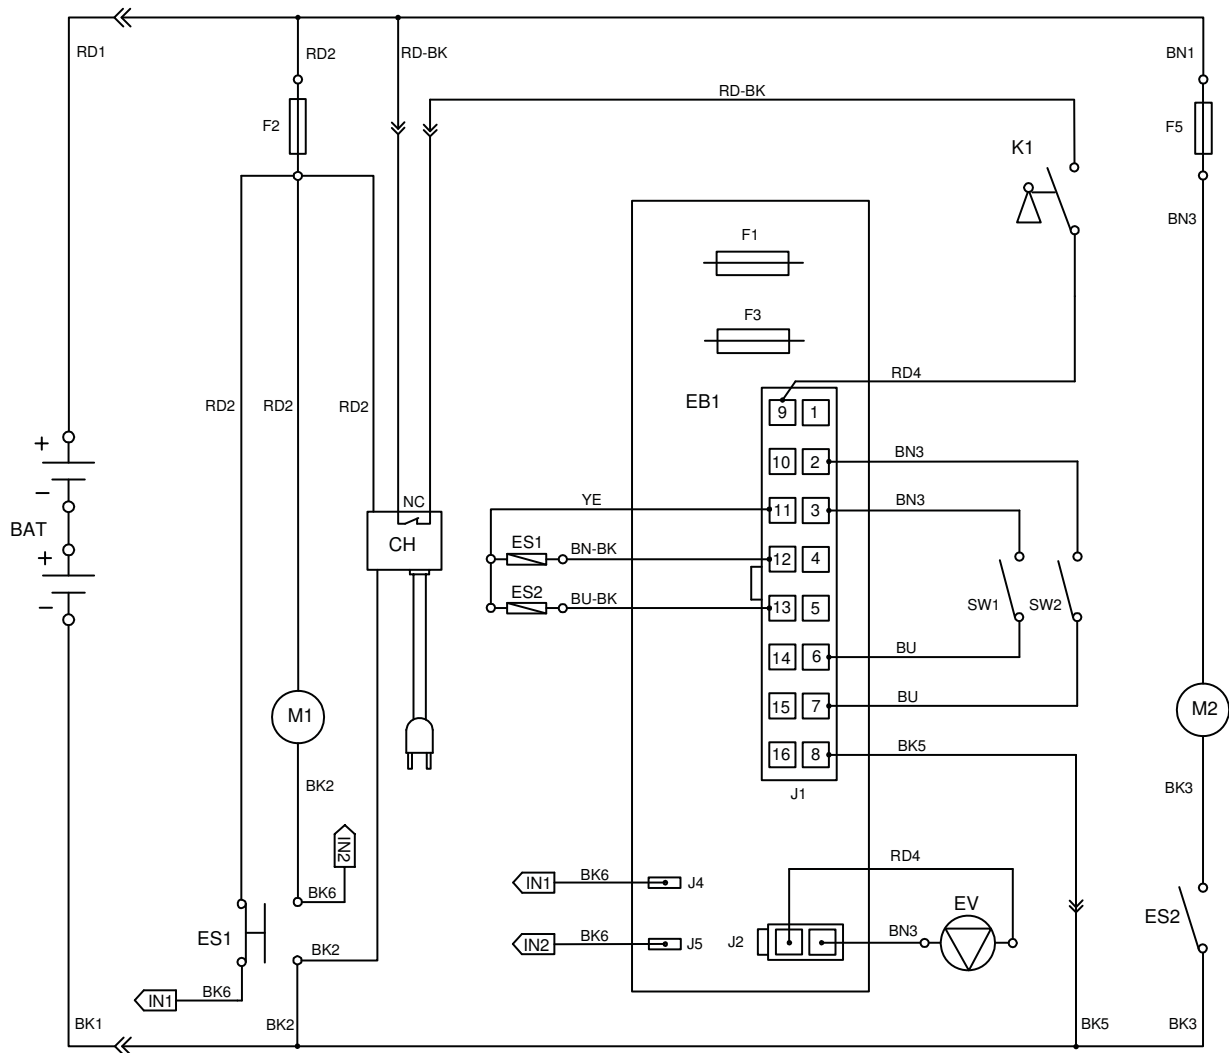 RD1
RD2
RD-BK
BN1
RD-BK
F2
F5
K1
BN3
F1
F3
RD4
EB1
RD2
RD2
RD2
9 1
10 2
BN3
+
−
BAT
+
−
NC
CH
YE
11 3
BN3
ES1
BN-BK
12 4
ES2
BU-BK
13 5
SW1
SW2
14 6
BU
15 7
BU
M1
M2
16 8
BK5
J1
BK2
BK3
IN2
BK6
RD4
IN1
BK6
J4
EV
ES2
ES1
BK2
IN2
BK6
J5
J2
BN3
IN1
BK6
BK1
BK2
BK5
BK3